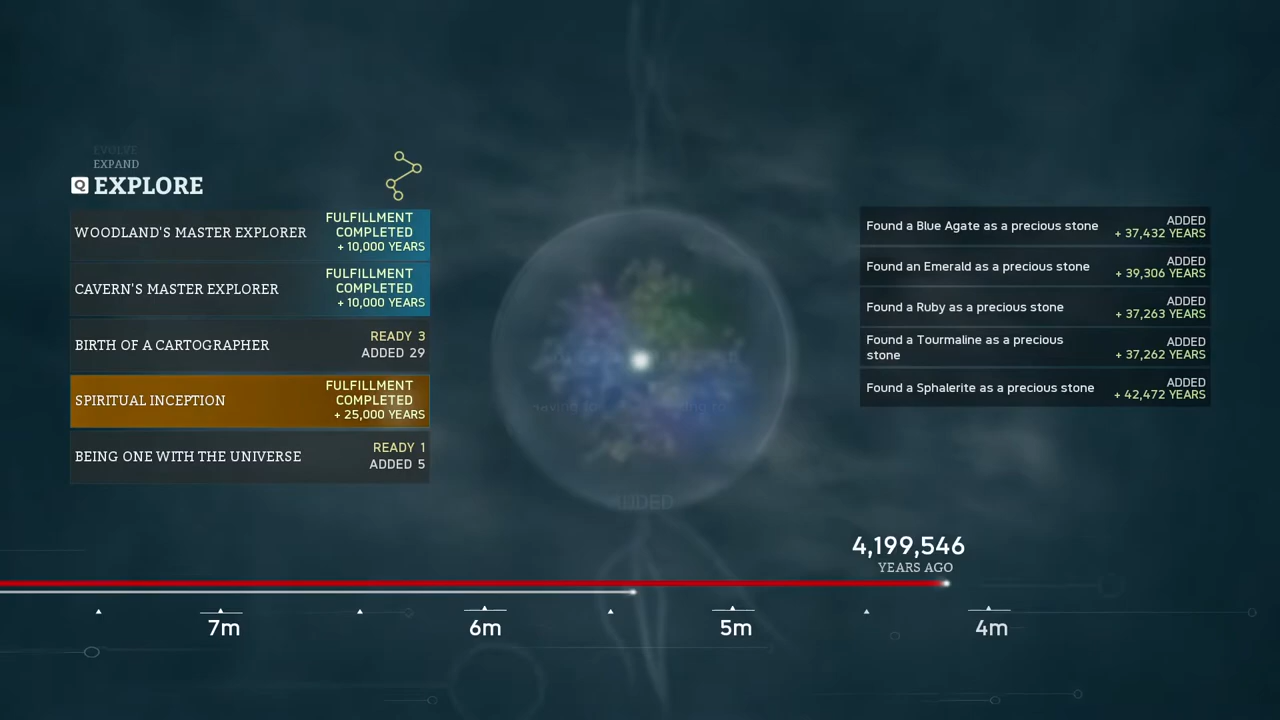 EVOLVE
EXPAND
Q EXPLORE
WOODLAND'S MASTER EXPLORER
FULFILLMENT
COMPLETED
+ 10,000 YEARS
CAVERN'S MASTER EXPLORER
FULFILLMENT
COMPLETED
+ 10,000 YEARS
BIRTH OF A CARTOGRAPHER
READY 3
ADDED 29
SPIRITUAL INCEPTION
FULFILLMENT
COMPLETED
+ 25,000 YEARS
BEING ONE WITH THE UNIVERSE
READY 1
ADDED 5
Found a Blue Agate as a precious stone
ADDED
+ 37,432 YEARS
Found an Emerald as a precious stone
ADDED
+ 39,306 YEARS
Found a Ruby as a precious stone
ADDED
+ 37,263 YEARS
Found a Tourmaline as a precious
stone
ADDED
+ 37,262 YEARS
Found a Sphalerite as a precious stone
ADDED
+ 42,472 YEARS
4,199,546
YEARS AGO
7m
6m
5m
4m